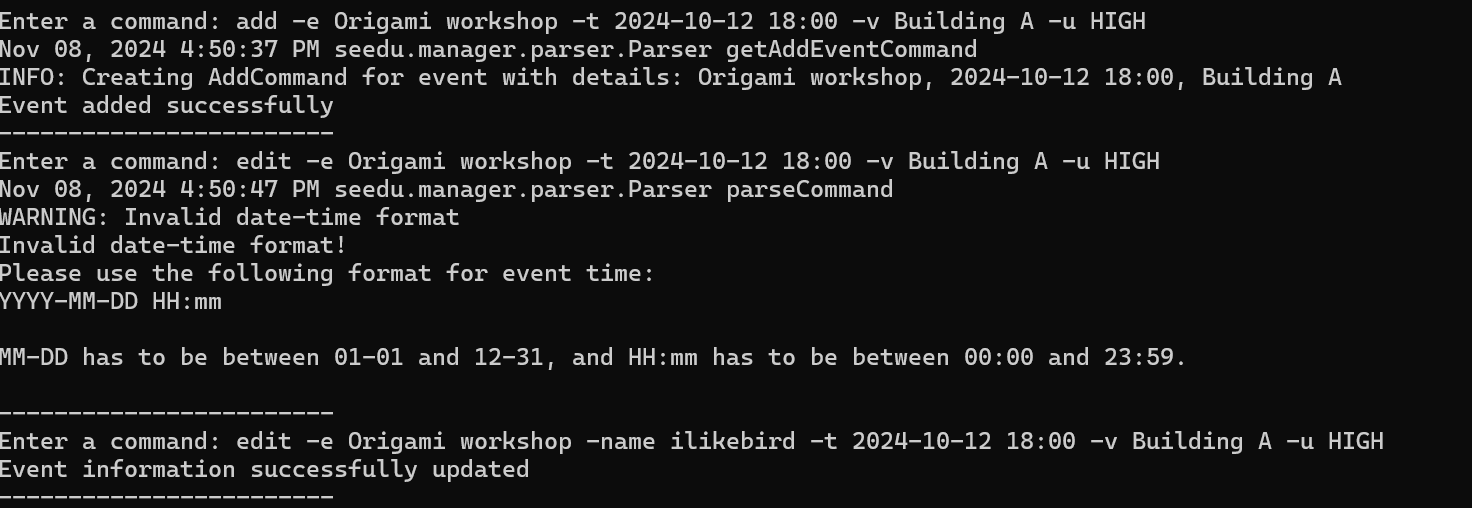 Enter a command: add -e Origami workshop -t 2024-10-12 18:00 -v Building A -u HIGH
Nov 08, 2024 4:50:37 PM seedu.manager.parser.Parser getAddEventCommand
INFO: Creating AddCommand for event with details: Origami workshop, 2024-10-12 18:00, Building A
Event added successfully
------------------------
Enter a command: edit -e Origami workshop -t 2024-10-12 18:00 -v Building A -u HIGH
Nov 08, 2024 4:50:47 PM seedu.manager.parser.Parser parseCommand
WARNING: Invalid date-time format
Invalid date-time format!
Please use the following format for event time:
YYYY-MM-DD HH:mm
MM-DD has to be between 01-01 and 12-31, and HH:mm has to be between 00:00 and 23:59.
------------------------
Enter a command: edit -e Origami workshop -name ilikebird -t 2024-10-12 18:00 -v Building A -u HIGH
Event information successfully updated
------------------------